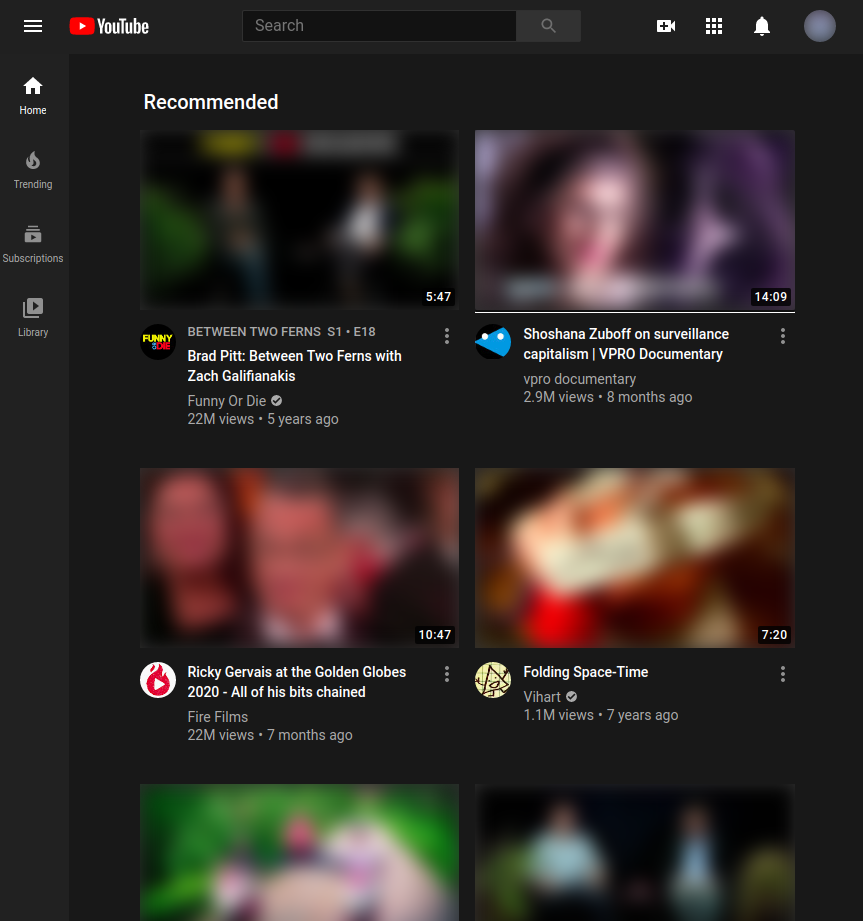 YouTube
Search
Home
Trending
Subscriptions
Library
Recommended
5:47
14:09
FUNNY
OR DIE
BETWEEN TWO FERNS S1 • E18
Brad Pitt: Between Two Ferns with
Zach Galifianakis
Funny Or Die
22M views • 5 years ago
Shoshana Zuboff on surveillance
capitalism | VPRO Documentary
vpro documentary
2.9M views • 8 months ago
10:47
7:20
Ricky Gervais at the Golden Globes
2020 - All of his bits chained
Fire Films
22M views • 7 months ago
Folding Space-Time
Vihart
1.1M views • 7 years ago